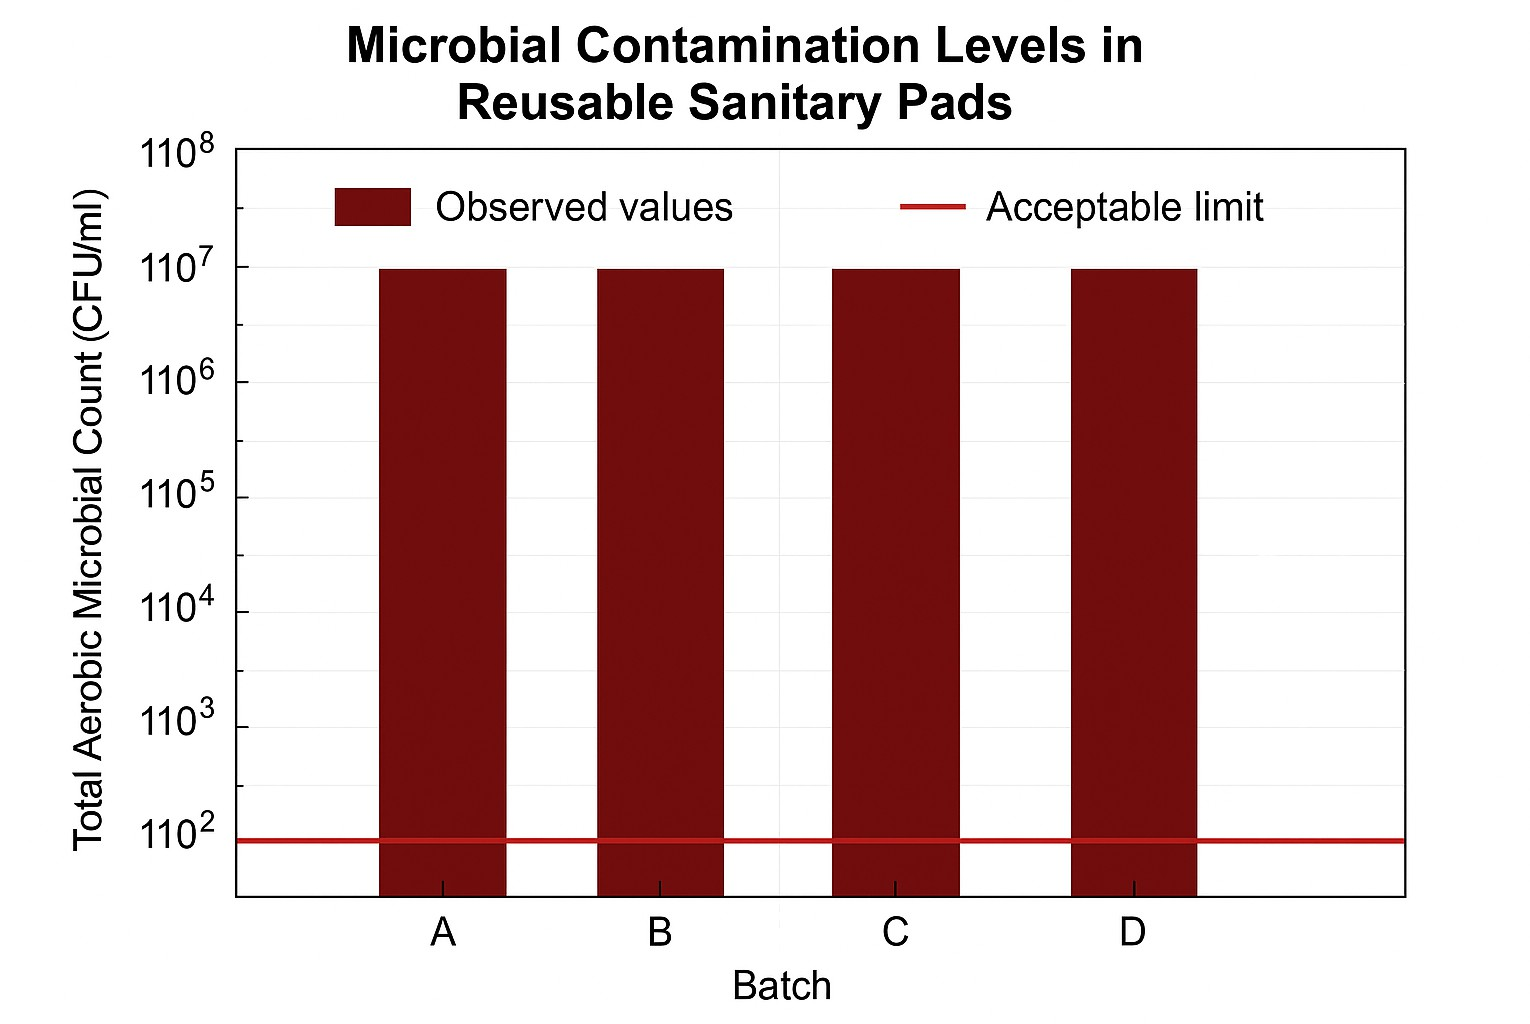 Microbial Contamination Levels in
Reusable Sanitary Pads
Total Aerobic Microbial Count (CFU/ml)
110⁸
110⁷
110⁶
110⁵
110⁴
110³
110²
Observed values
Acceptable limit
A
B
C
D
Batch